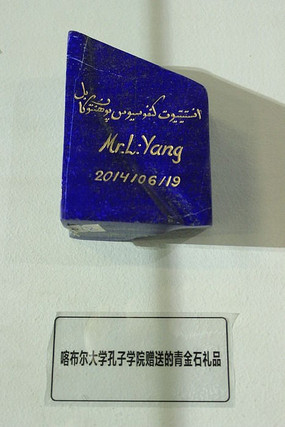 انستیتیوت کنفوسیوس پوهنتون کابل
Mr.L.Yang
2014/06/19
喀布尔大学孔子学院赠送的青金石礼品